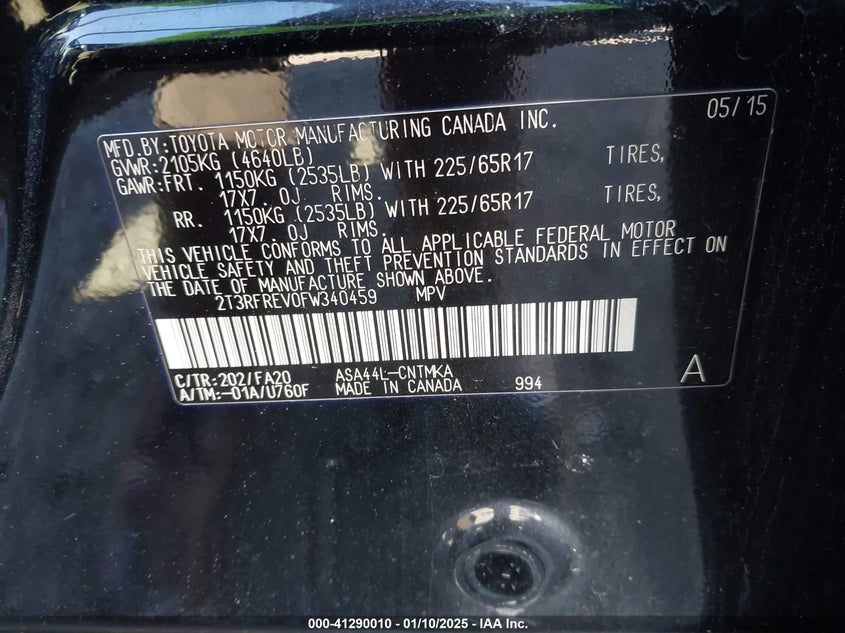 05/15
MFD.BY:TOYOTA MOTOR MANUFACTURING CANADA INC.
GVWR:2105KG (4640LB)
GAWR:FRT. 1150KG (2535LB) WITH 225/65R17 TIRES,
17X7.0J RIMS.
RR. 1150KG (2535LB) WITH 225/65R17 TIRES,
17X7.0J RIMS.
THIS VEHICLE CONFORMS TO ALL APPLICABLE FEDERAL MOTOR
VEHICLE SAFETY AND THEFT PREVENTION STANDARDS IN EFFECT ON
THE DATE OF MANUFACTURE SHOWN ABOVE.
2T3RFREV0FW340459 MPV
C/TR:202/FA20 ASA44L-CNTMKA
A/TM:-01A/U760F MADE IN CANADA 994 A
000-41290010 - 01/10/2025 - IAA Inc.